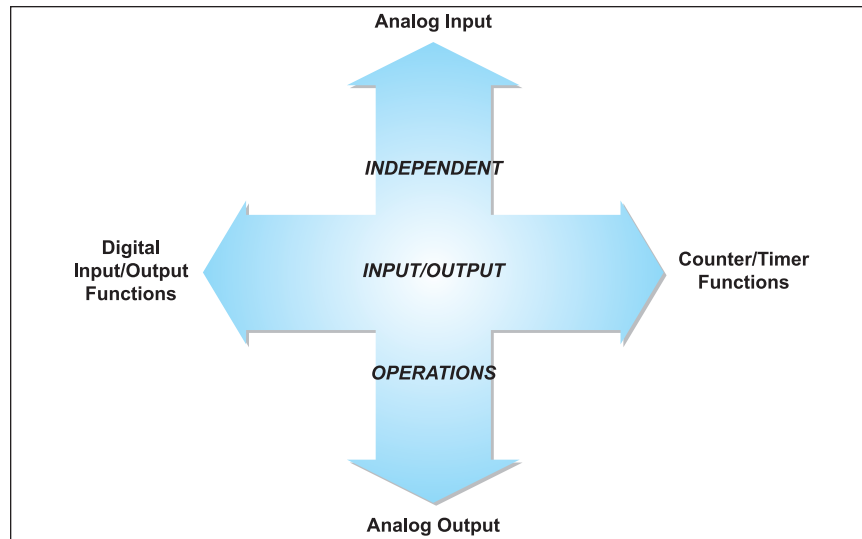 Analog Input
INDEPENDENT
Digital
Input/Output
Functions
INPUT/OUTPUT
Counter/Timer
Functions
OPERATIONS
Analog Output